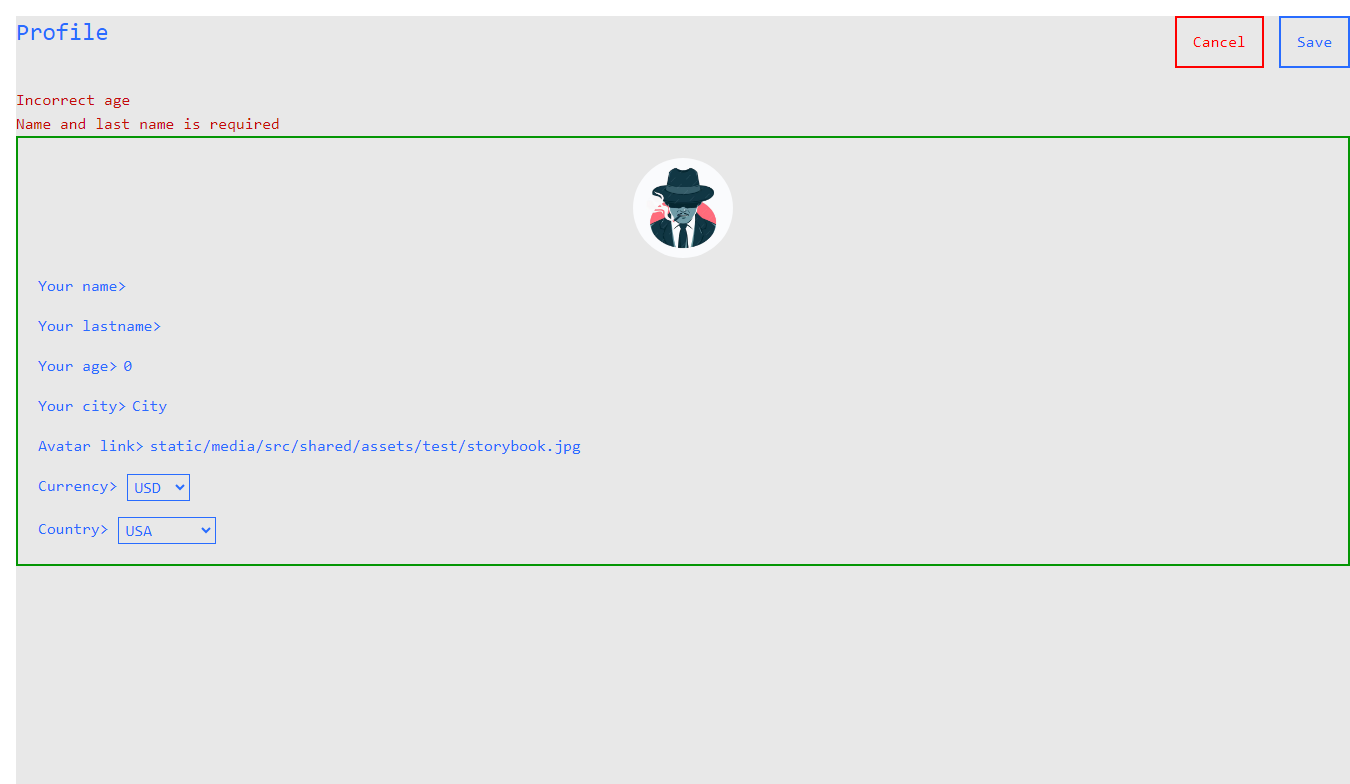 Profile
Cancel
Save
Incorrect age
Name and last name is required
Your name>
Your lastname>
Your age> 0
Your city> City
Avatar link> static/media/src/shared/assets/test/storybook.jpg
Currency> USD
Country> USA